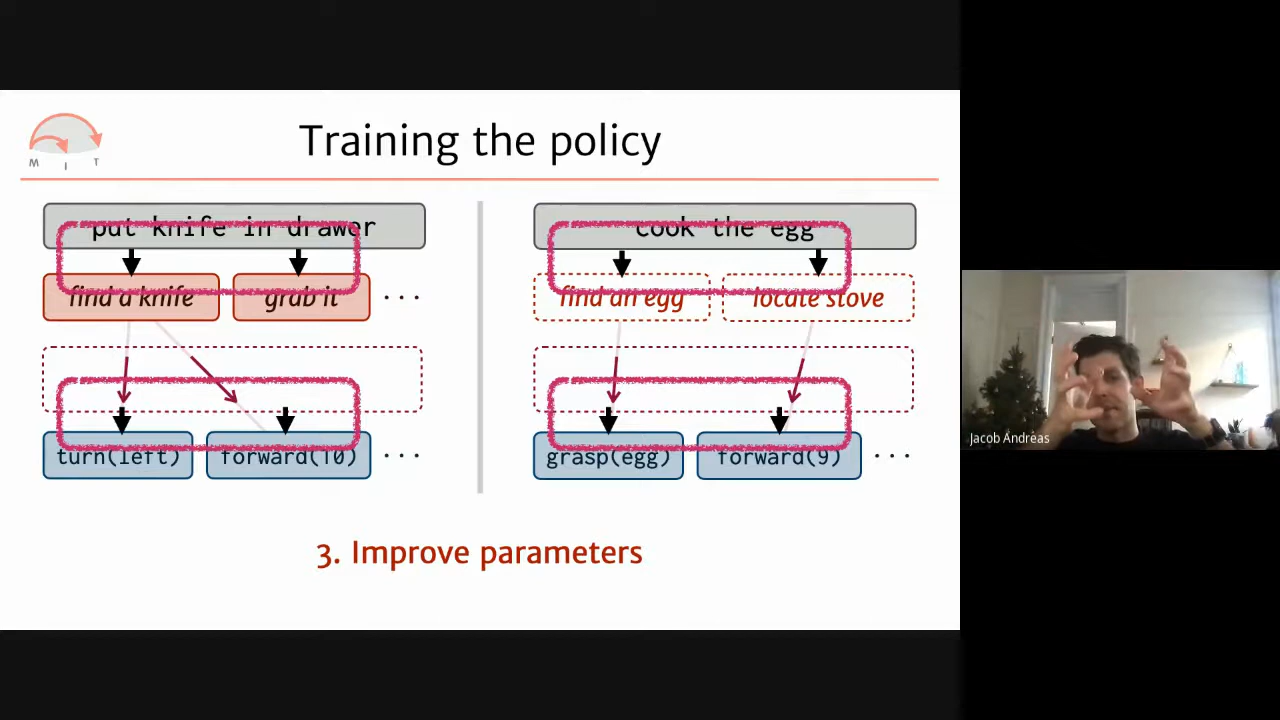 M I T
Training the policy
put knife in drawer
find a knife
grab it
...
turn(left)
forward(10)
...
cook the egg
find an egg
locate stove
grasp(egg)
forward(9)
...
3. Improve parameters
Jacob Andreas